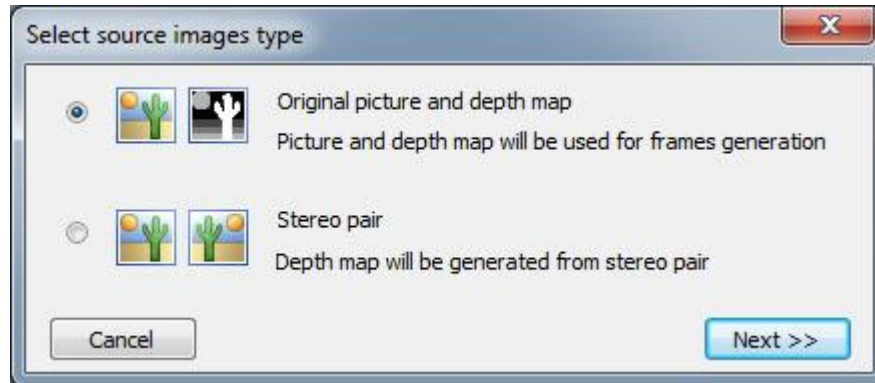 Select source images type
Original picture and depth map
Picture and depth map will be used for frames generation
Stereo pair
Depth map will be generated from stereo pair
Cancel
Next >>